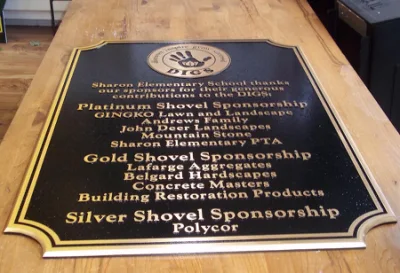 DIGS
Sharon Elementary School thanks
our sponsors for their generous
contributions to the DIGS:
Platinum Shovel Sponsorship
GINGKO Lawn and Landscape
Andrews Family
John Deer Landscapes
Mountain Stone
Sharon Elementary PTA
Gold Shovel Sponsorship
Lafarge Aggregates
Belgard Hardscapes
Concrete Masters
Building Restoration Products
Silver Shovel Sponsorship
Polycor